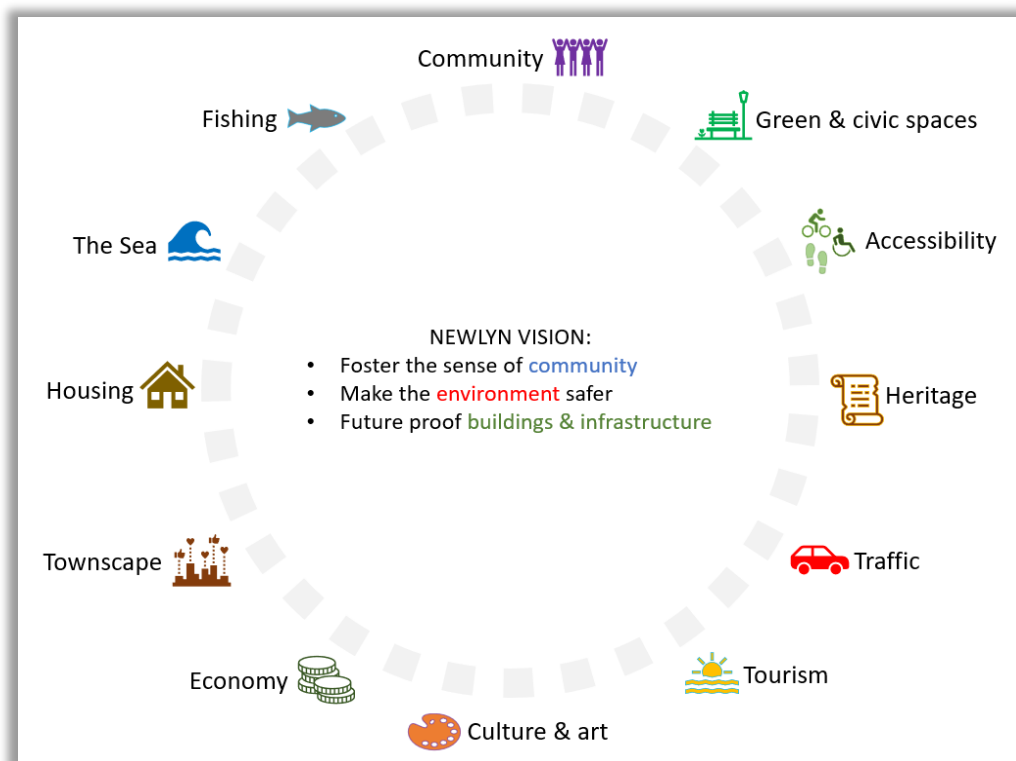 Community
Fishing
Green & civic spaces
The Sea
Accessibility
NEWLYN VISION:
• Foster the sense of community
• Make the environment safer
• Future proof buildings & infrastructure
Housing
Heritage
Townscape
Traffic
Economy
Tourism
Culture & art